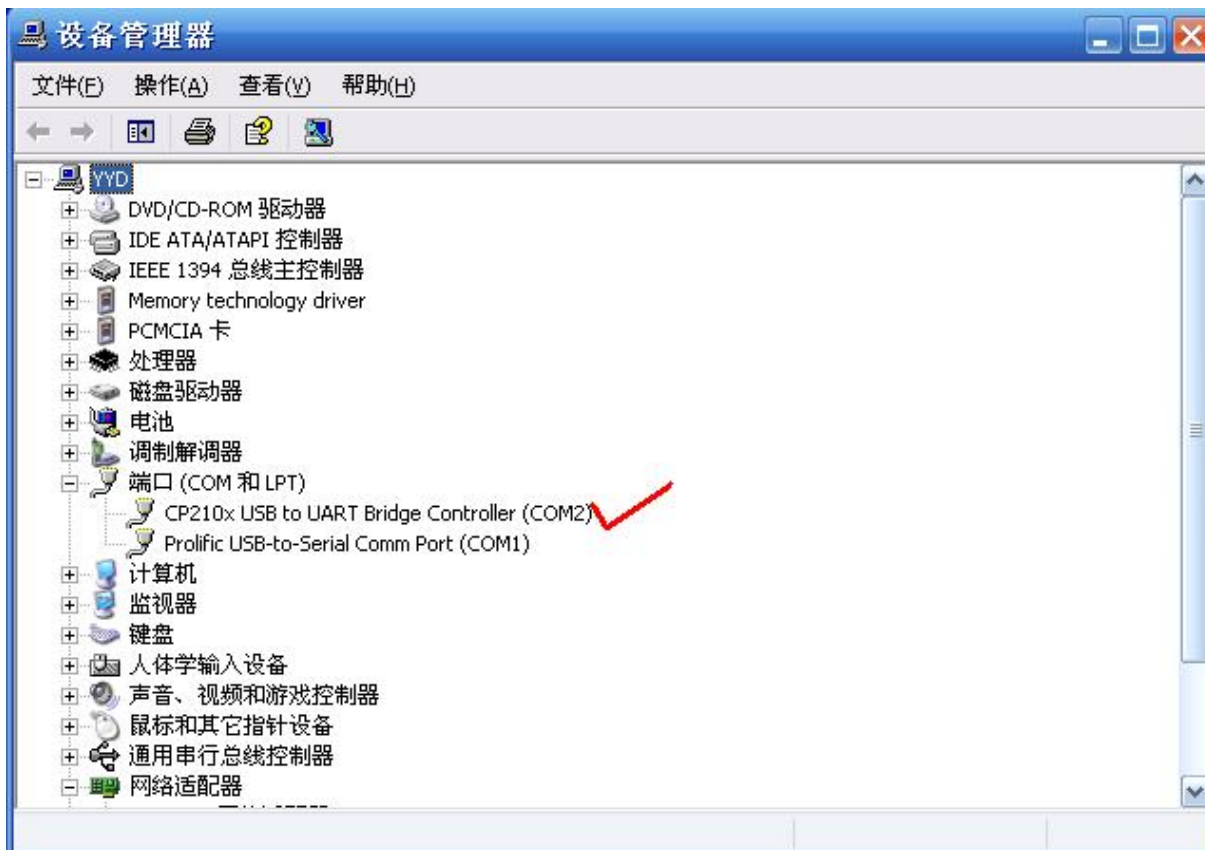 设备管理器
文件(F) 操作(A) 查看(V) 帮助(H)
YYD
DVD/CD-ROM 驱动器
IDE ATA/ATAPI 控制器
IEEE 1394 总线主控制器
Memory technology driver
PCMCIA 卡
处理器
磁盘驱动器
电池
调制解调器
端口 (COM 和 LPT)
CP210x USB to UART Bridge Controller (COM2)
Prolific USB-to-Serial Comm Port (COM1)
计算机
监视器
键盘
人体学输入设备
声音、视频和游戏控制器
鼠标和其它指针设备
通用串行总线控制器
网络适配器